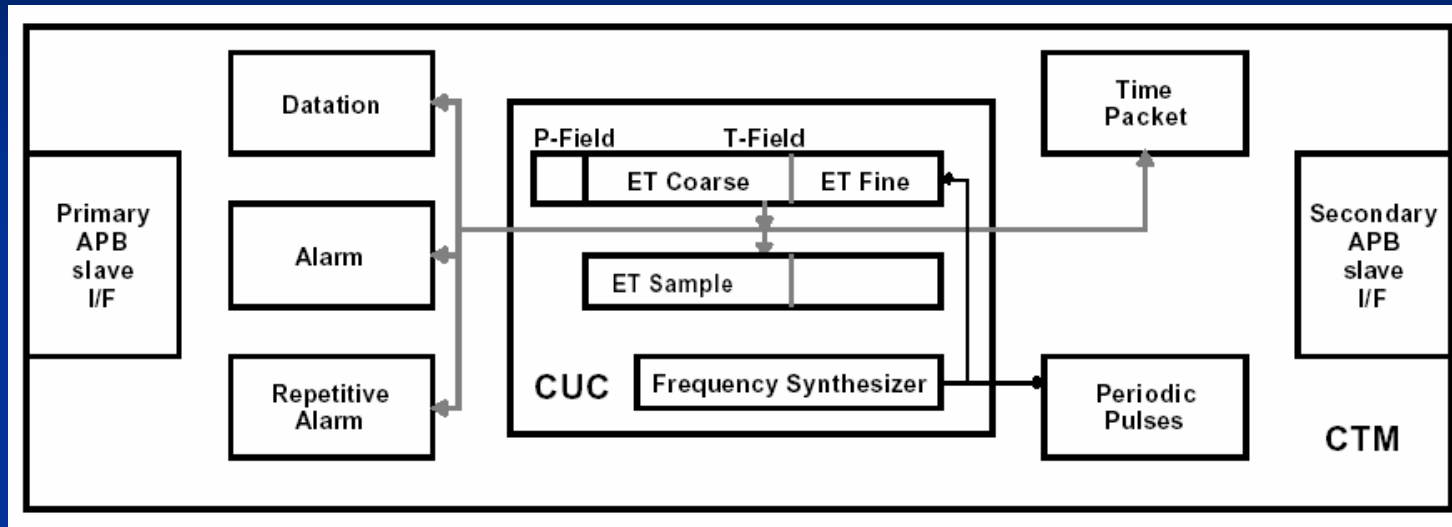 Datation
Time
Packet
P-Field
T-Field
ET Coarse
ET Fine
Primary
APB
slave
I/F
Alarm
ET Sample
Secondary
APB
slave
I/F
Repetitive
Alarm
CUC
Frequency Synthesizer
Periodic
Pulses
CTM